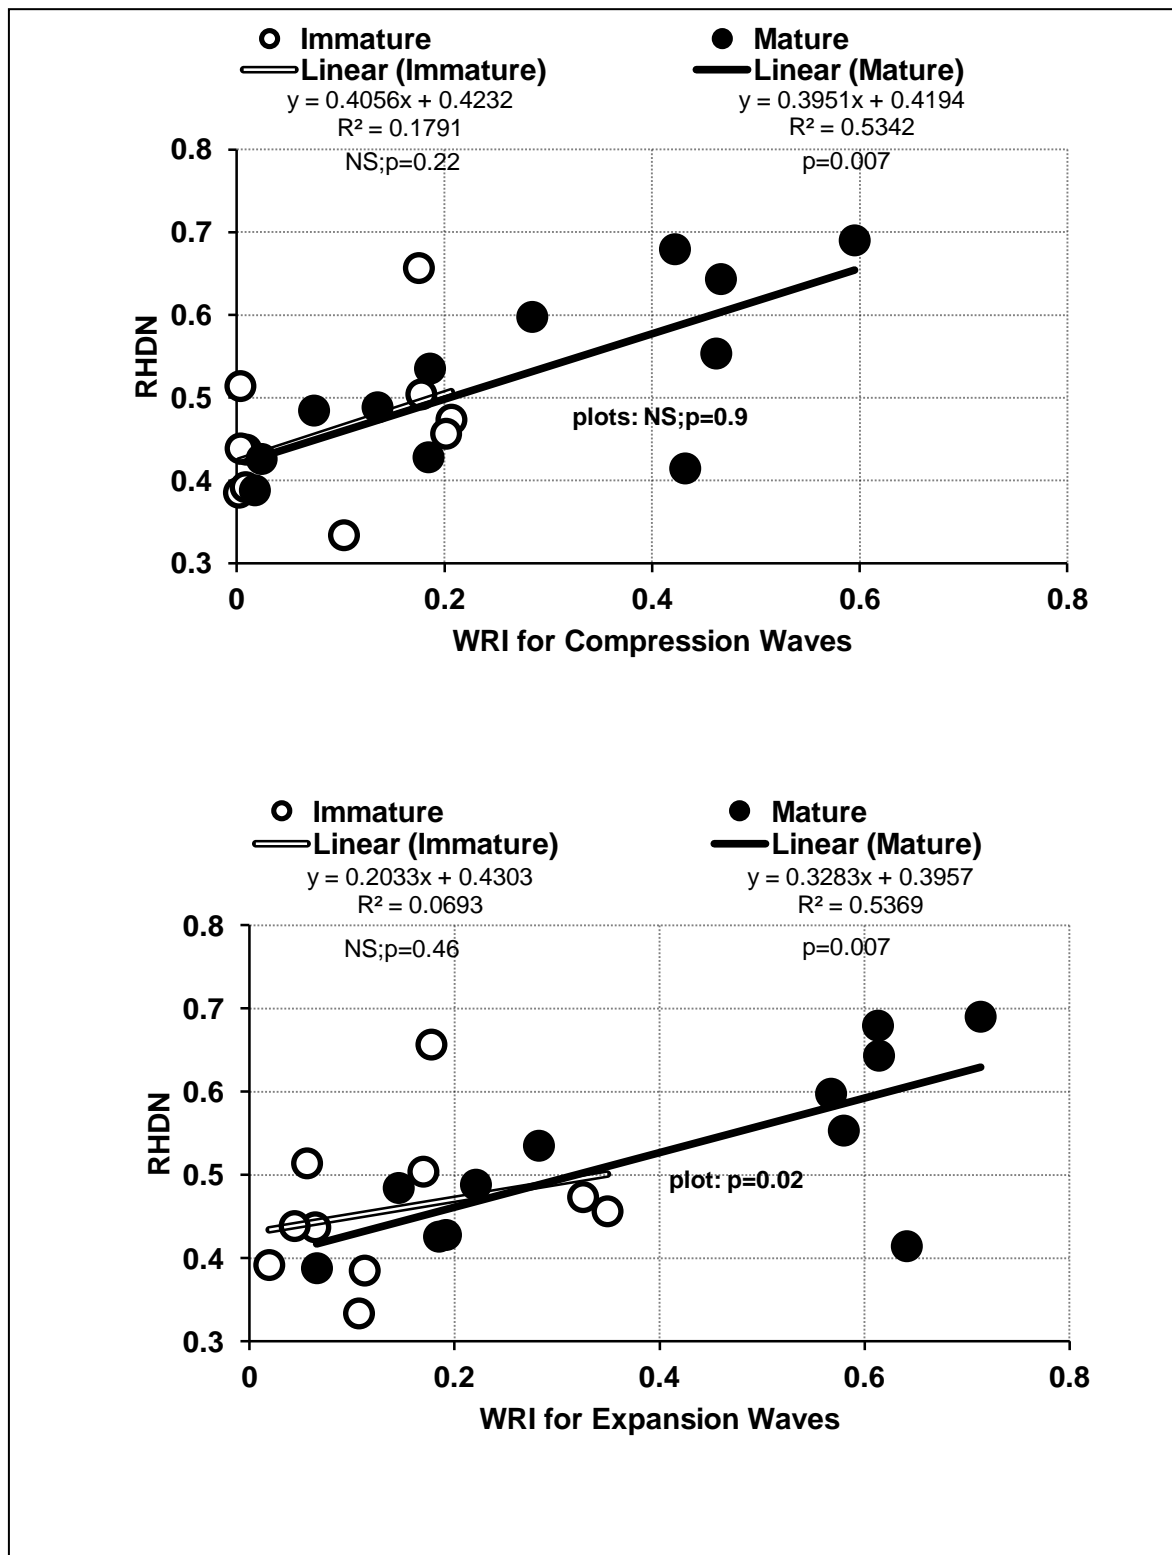 Immature Mature
Linear (Immature) Linear (Mature)
y = 0.4056x + 0.4232 y = 0.3951x + 0.4194
R² = 0.1791 R² = 0.5342
NS;p=0.22 p=0.007
0.8
0.7
0.6
0.5
0.4
0.3
RHDN
plots: NS;p=0.9
0 0.2 0.4 0.6 0.8
WRI for Compression Waves
Immature Mature
Linear (Immature) Linear (Mature)
y = 0.2033x + 0.4303 y = 0.3283x + 0.3957
R² = 0.0693 R² = 0.5369
NS;p=0.46 p=0.007
0.8
0.7
0.6
0.5
0.4
0.3
RHDN
plot: p=0.02
0 0.2 0.4 0.6 0.8
WRI for Expansion Waves